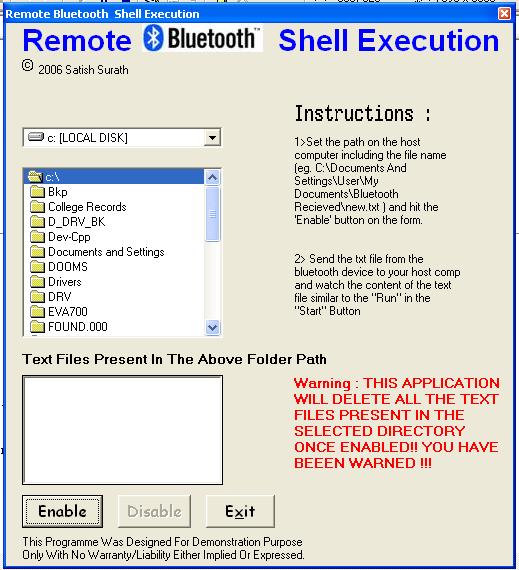 Remote Bluetooth Shell Execution
Remote Bluetooth™ Shell Execution
© 2006 Satish Surath
c: [LOCAL DISK]
c:\
Bkp
College Records
D_DRV_BK
Dev-Cpp
Documents and Settings
DOOMS
Drivers
DRV
EVA700
FOUND.000
Instructions :
1>Set the path on the host
computer including the file name
(eg. C:\Documents And
Settings\User\My
Documents\Bluetooth
Recieved\new.txt ) and hit the
'Enable' button on the form.
2> Send the txt file from the
bluetooth device to your host comp
and watch the content of the text
file similar to the "Run" in the
"Start" Button
Text Files Present In The Above Folder Path
Warning : THIS APPLICATION
WILL DELETE ALL THE TEXT
FILES PRESENT IN THE
SELECTED DIRECTORY
ONCE ENABLED!! YOU HAVE
BEEEN WARNED !!!
Enable
Disable
Exit
This Programme Was Designed For Demonstration Purpose
Only With No Warranty/Liability Either Implied Or Expressed.